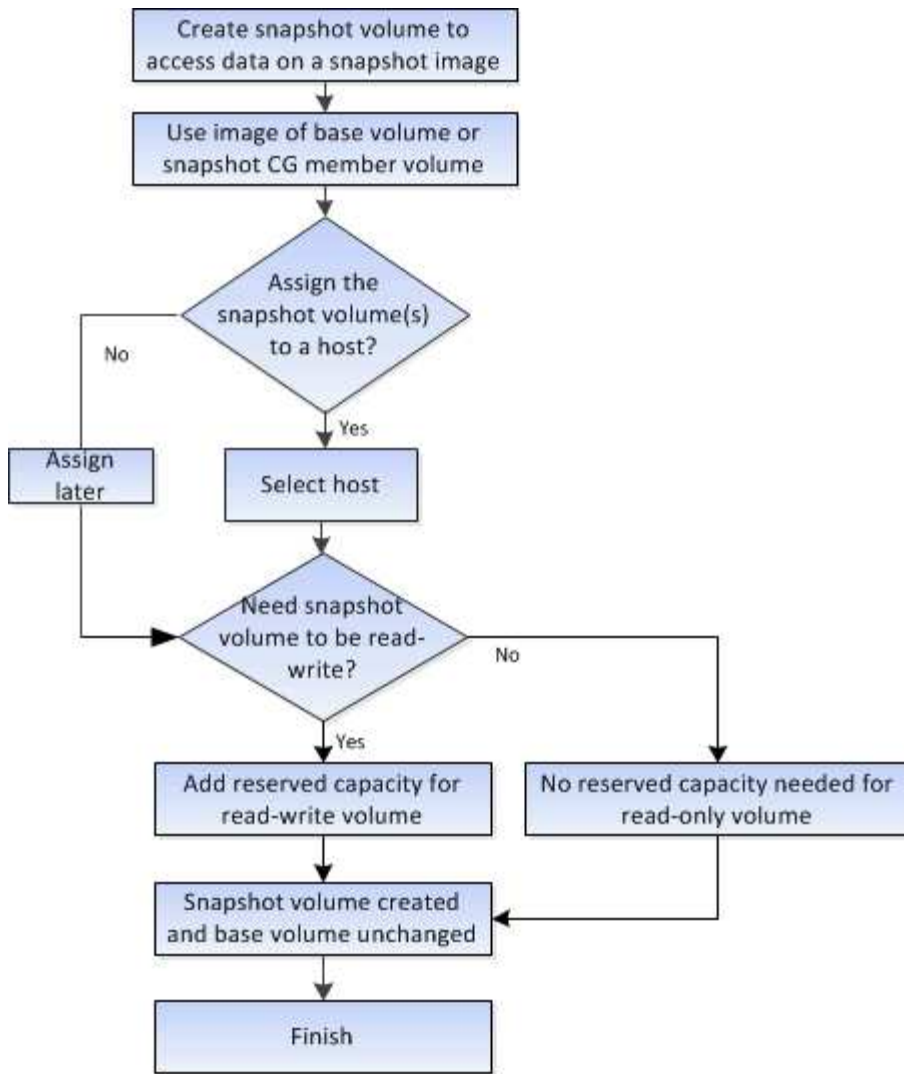 Create snapshot volume to
access data on a snapshot image
Use image of base volume or
snapshot CG member volume
Assign the
snapshot volume(s)
to a host?
No
Yes
Assign
later
Select host
Need snapshot
volume to be read-
write?
No
Yes
Add reserved capacity for
read-write volume
No reserved capacity needed for
read-only volume
Snapshot volume created
and base volume unchanged
Finish